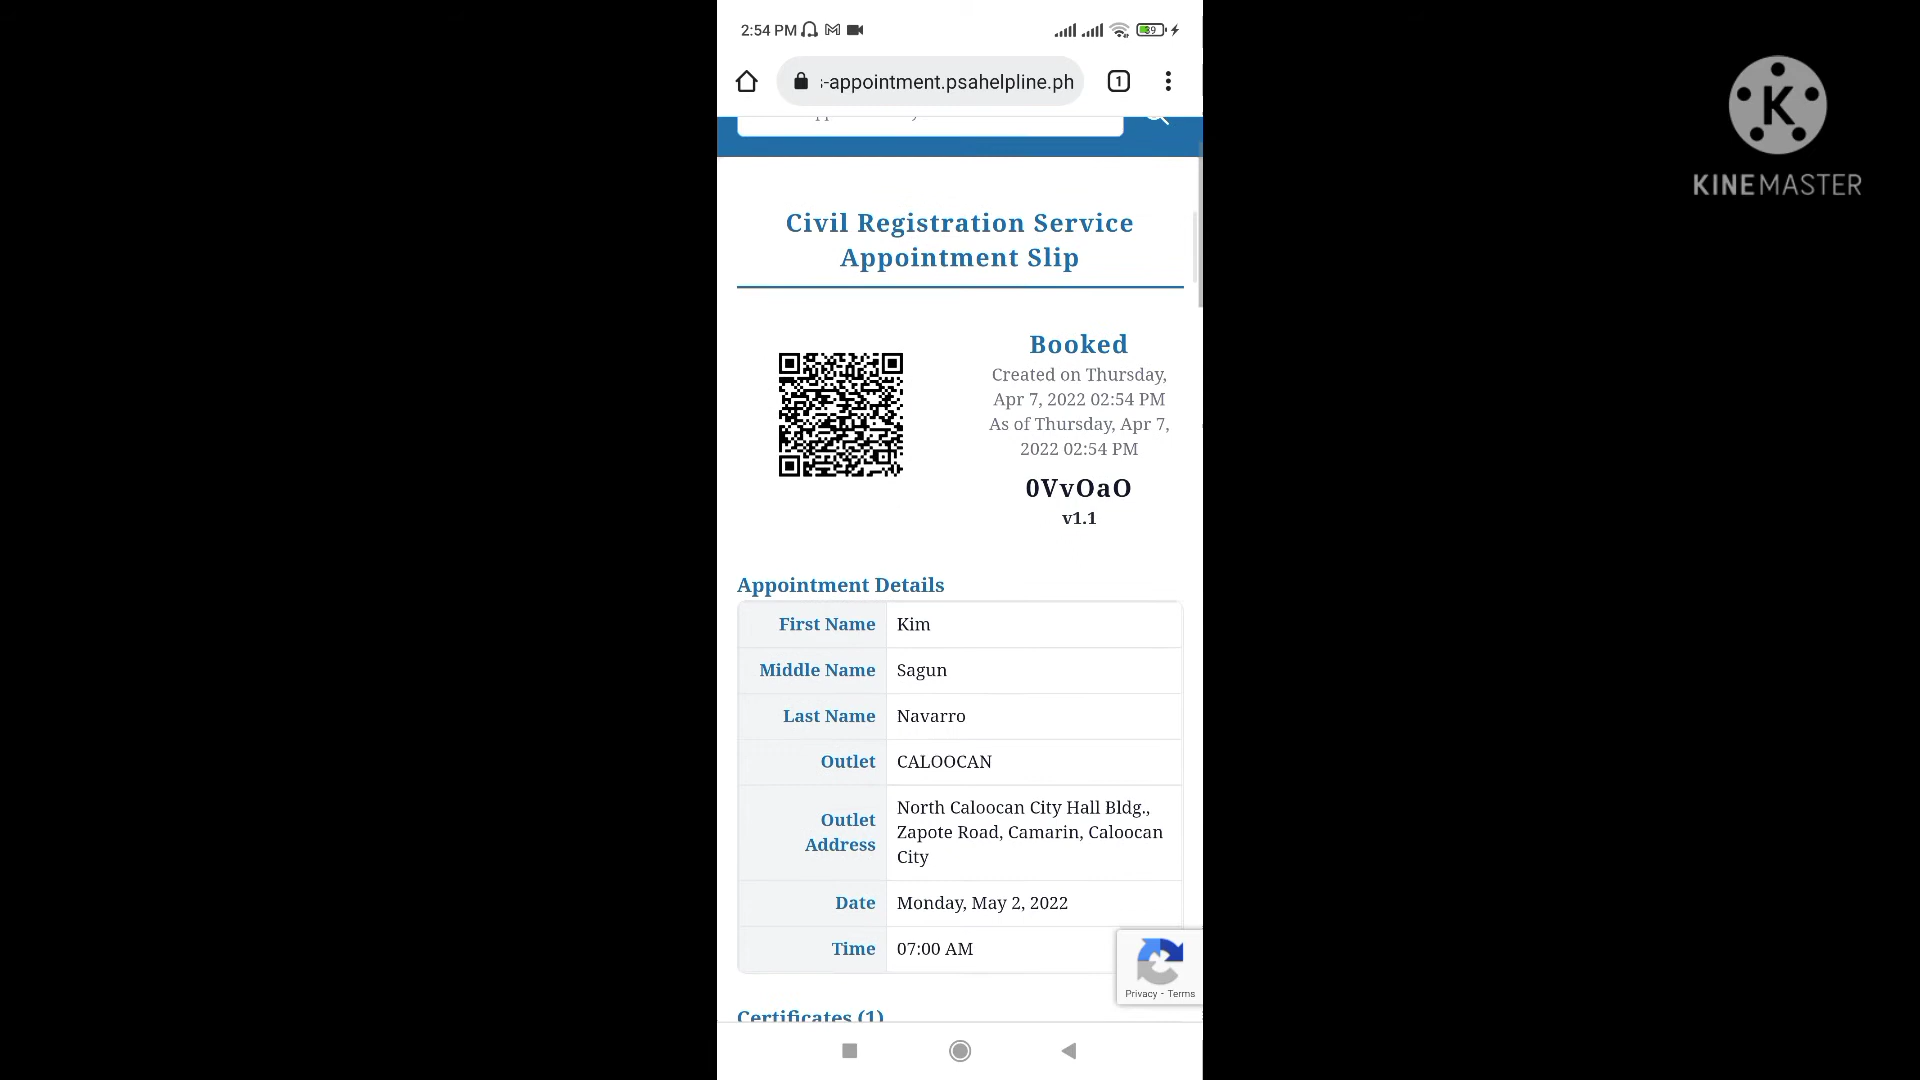 2:54 PM
39
-appointment.psahelpline.ph
1
KINEMASTER
Civil Registration Service
Appointment Slip
Booked
Created on Thursday,
Apr 7, 2022 02:54 PM
As of Thursday, Apr 7,
2022 02:54 PM
0VvOaO
v1.1
Appointment Details
First Name Kim
Middle Name Sagun
Last Name Navarro
Outlet CALOOCAN
Outlet Address North Caloocan City Hall Bldg.,
Zapote Road, Camarin, Caloocan
City
Date Monday, May 2, 2022
Time 07:00 AM
Privacy - Terms
Certificates (1)